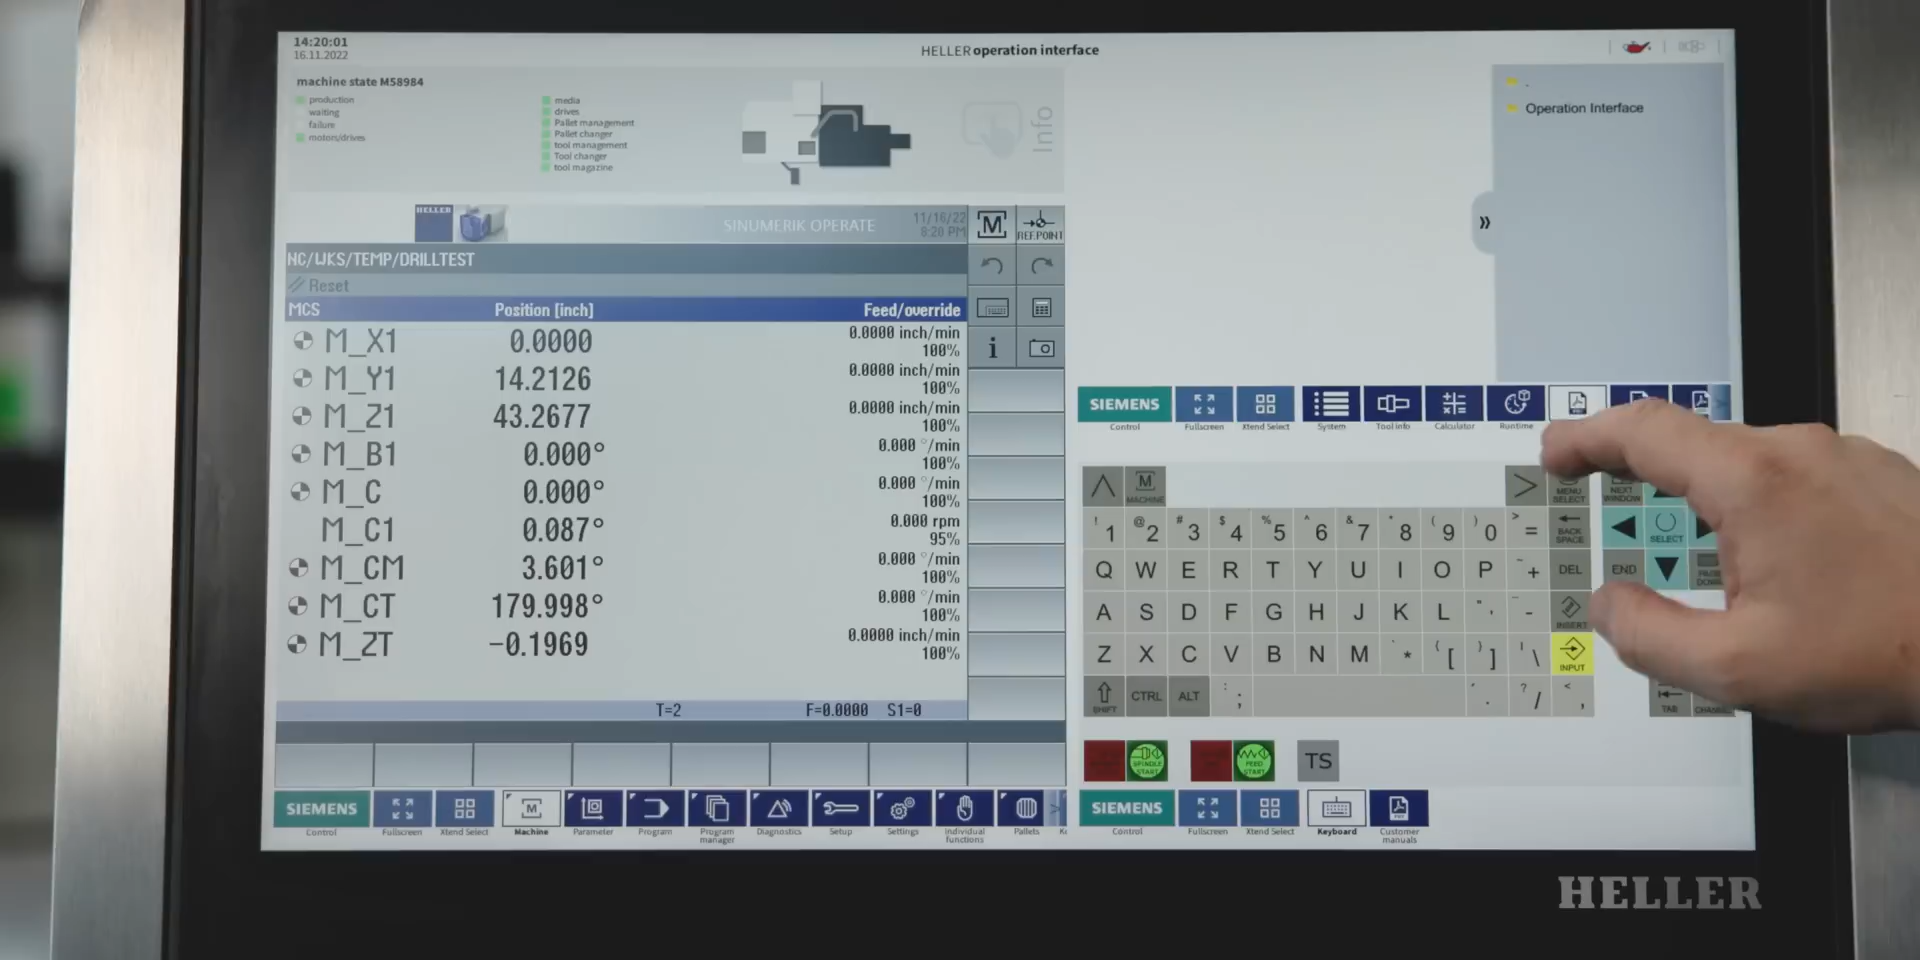 14:20:01
16.11.2022
HELLER operation interface
machine state M58984
production
waiting
failure
motors/drives
media
drives
Pallet management
Pallet changer
tool management
Tool changer
tool magazine
Info
Operation Interface
»
HELLER
SINUMERIK OPERATE
11/16/22
8:20 PM
M
REF.POINT
NC/WKS/TEMP/DRILLTEST
Reset
MCS Position [inch] Feed/override
M_X1 0.0000 0.0000 inch/min
100%
M_Y1 14.2126 0.0000 inch/min
100%
M_Z1 43.2677 0.0000 inch/min
100%
M_B1 0.000° 0.000 °/min
100%
M_C 0.000° 0.000 °/min
100%
M_C1 0.087° 0.000 rpm
95%
M_CM 3.601° 0.000 °/min
100%
M_CT 179.998° 0.000 °/min
100%
M_ZT -0.1969 0.0000 inch/min
100%
T=2 F=0.0000 S1=0
SIEMENS
Control Fullscreen Xtend Select Machine Parameter Program Program manager Diagnostics Setup Settings Individual functions Pallets
SIEMENS
Control Fullscreen Xtend Select System Tool info Calculator Runtime
M
MACHINE
>
MENU SELECT
NEXT WINDOW
! 1 @ 2 # 3 $ 4 % 5 ^ 6 & 7 * 8 ( 9 ) 0 > = BACK SPACE
SELECT
Q W E R T Y U I O P ~ + DEL END
A S D F G H J K L " ' - INSERT
Z X C V B N M * ( [ ) ] \ INPUT
SHIFT CTRL ALT : ; . ? / < ,
TAB
SPINDLE START
FEED START
TS
SIEMENS
Control Fullscreen Xtend Select Keyboard Customer manuals
HELLER